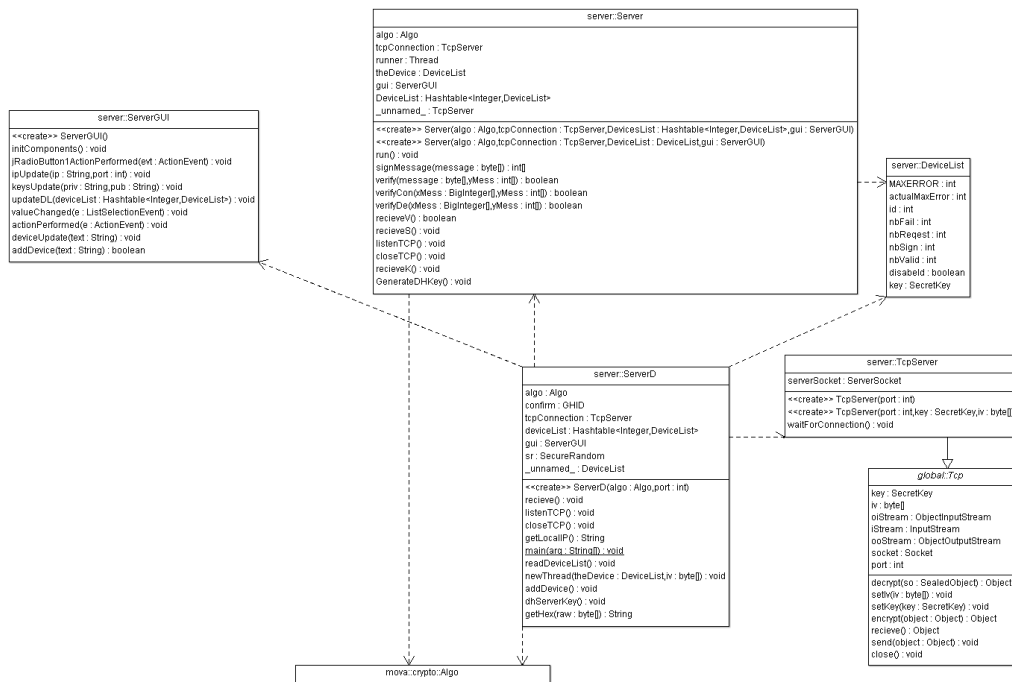 server::Server
algo : Algo
tcpConnection : TcpServer
runner : Thread
theDevice : DeviceList
gui : ServerGUI
DeviceList : Hashtable<Integer,DeviceList>
_unnamed_ : TcpServer
<<create>> Server(algo : Algo,tcpConnection : TcpServer,DevicesList : Hashtable<Integer,DeviceList>,gui : ServerGUI)
<<create>> Server(algo : Algo,tcpConnection : TcpServer,DeviceList : DeviceList,gui : ServerGUI)
run() : void
signMessage(message : byte[]) : int[]
verify(message : byte[],yMess : int[]) : boolean
verifyCon(xMess : BigInteger[],yMess : int[]) : boolean
verifyDe(xMess : BigInteger[],yMess : int[]) : boolean
recieveV() : boolean
recieveS() : void
listenTCP() : void
closeTCP() : void
recieveK() : void
GenerateDHKey() : void
server::ServerGUI
<<create>> ServerGUI()
initComponents() : void
jRadioButton1ActionPerformed(evt : ActionEvent) : void
ipUpdate(ip : String,port : int) : void
keysUpdate(priv : String,pub : String) : void
updateDL(deviceList : Hashtable<Integer,DeviceList>) : void
valueChanged(e : ListSelectionEvent) : void
actionPerformed(e : ActionEvent) : void
deviceUpdate(text : String) : void
addDevice(text : String) : boolean
server::DeviceList
MAXERROR : int
actualMaxError : int
id : int
nbFail : int
nbReqest : int
nbSign : int
nbValid : int
disabeld : boolean
key : SecretKey
server::ServerD
algo : Algo
confirm : GHID
tcpConnection : TcpServer
deviceList : Hashtable<Integer,DeviceList>
gui : ServerGUI
sr : SecureRandom
_unnamed_ : DeviceList
<<create>> ServerD(algo : Algo,port : int)
recieve() : void
listenTCP() : void
closeTCP() : void
getLocalIP() : String
main(arg : String[]) : void
readDeviceList() : void
newThread(theDevice : DeviceList,iv : byte[]) : void
addDevice() : void
dhServerKey() : void
getHex(raw : byte[]) : String
server::TcpServer
serverSocket : ServerSocket
<<create>> TcpServer(port : int)
<<create>> TcpServer(port : int,key : SecretKey,iv : byte[]
waitForConnection() : void
global::Tcp
key : SecretKey
iv : byte[]
oiStream : ObjectInputStream
iStream : InputStream
ooStream : ObjectOutputStream
socket : Socket
port : int
decrypt(so : SealedObject) : Object
setIv(iv : byte[]) : void
setKey(key : SecretKey) : void
encrypt(object : Object) : Object
recieve() : Object
send(object : Object) : void
close() : void
mova::crypto::Algo